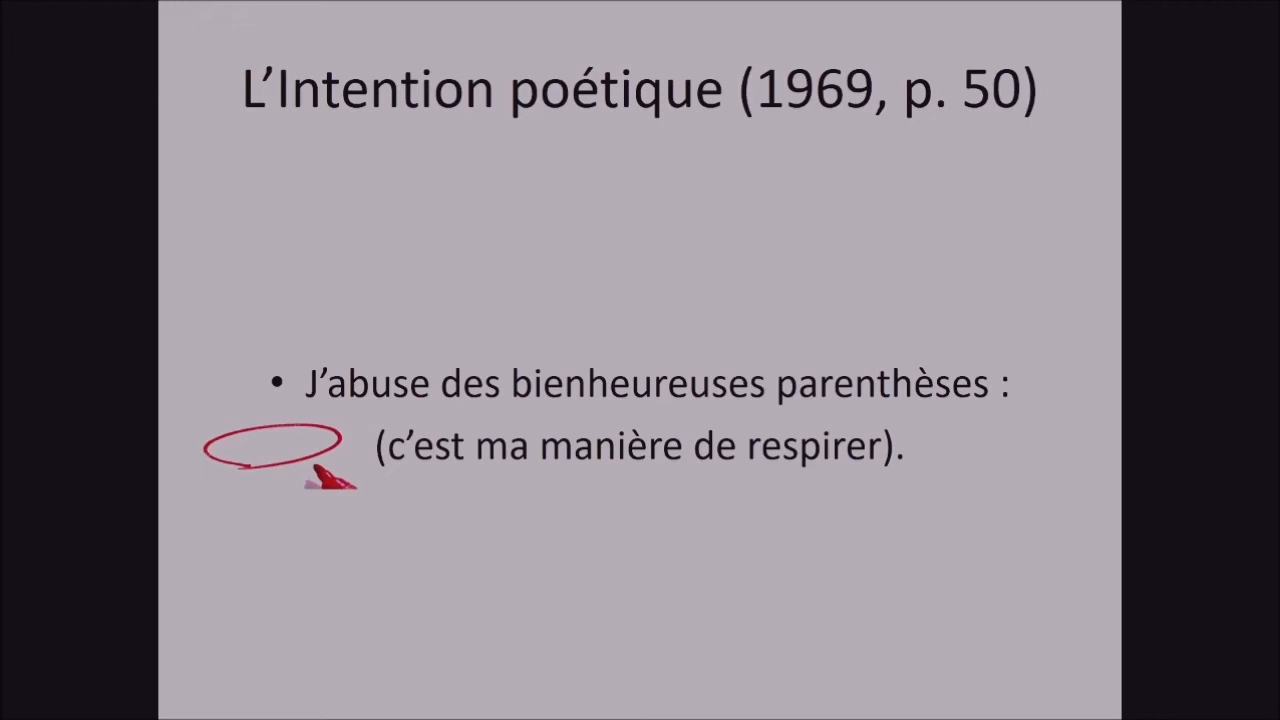 L’Intention poétique (1969, p. 50)
• J’abuse des bienheureuses parenthèses :
(c’est ma manière de respirer).